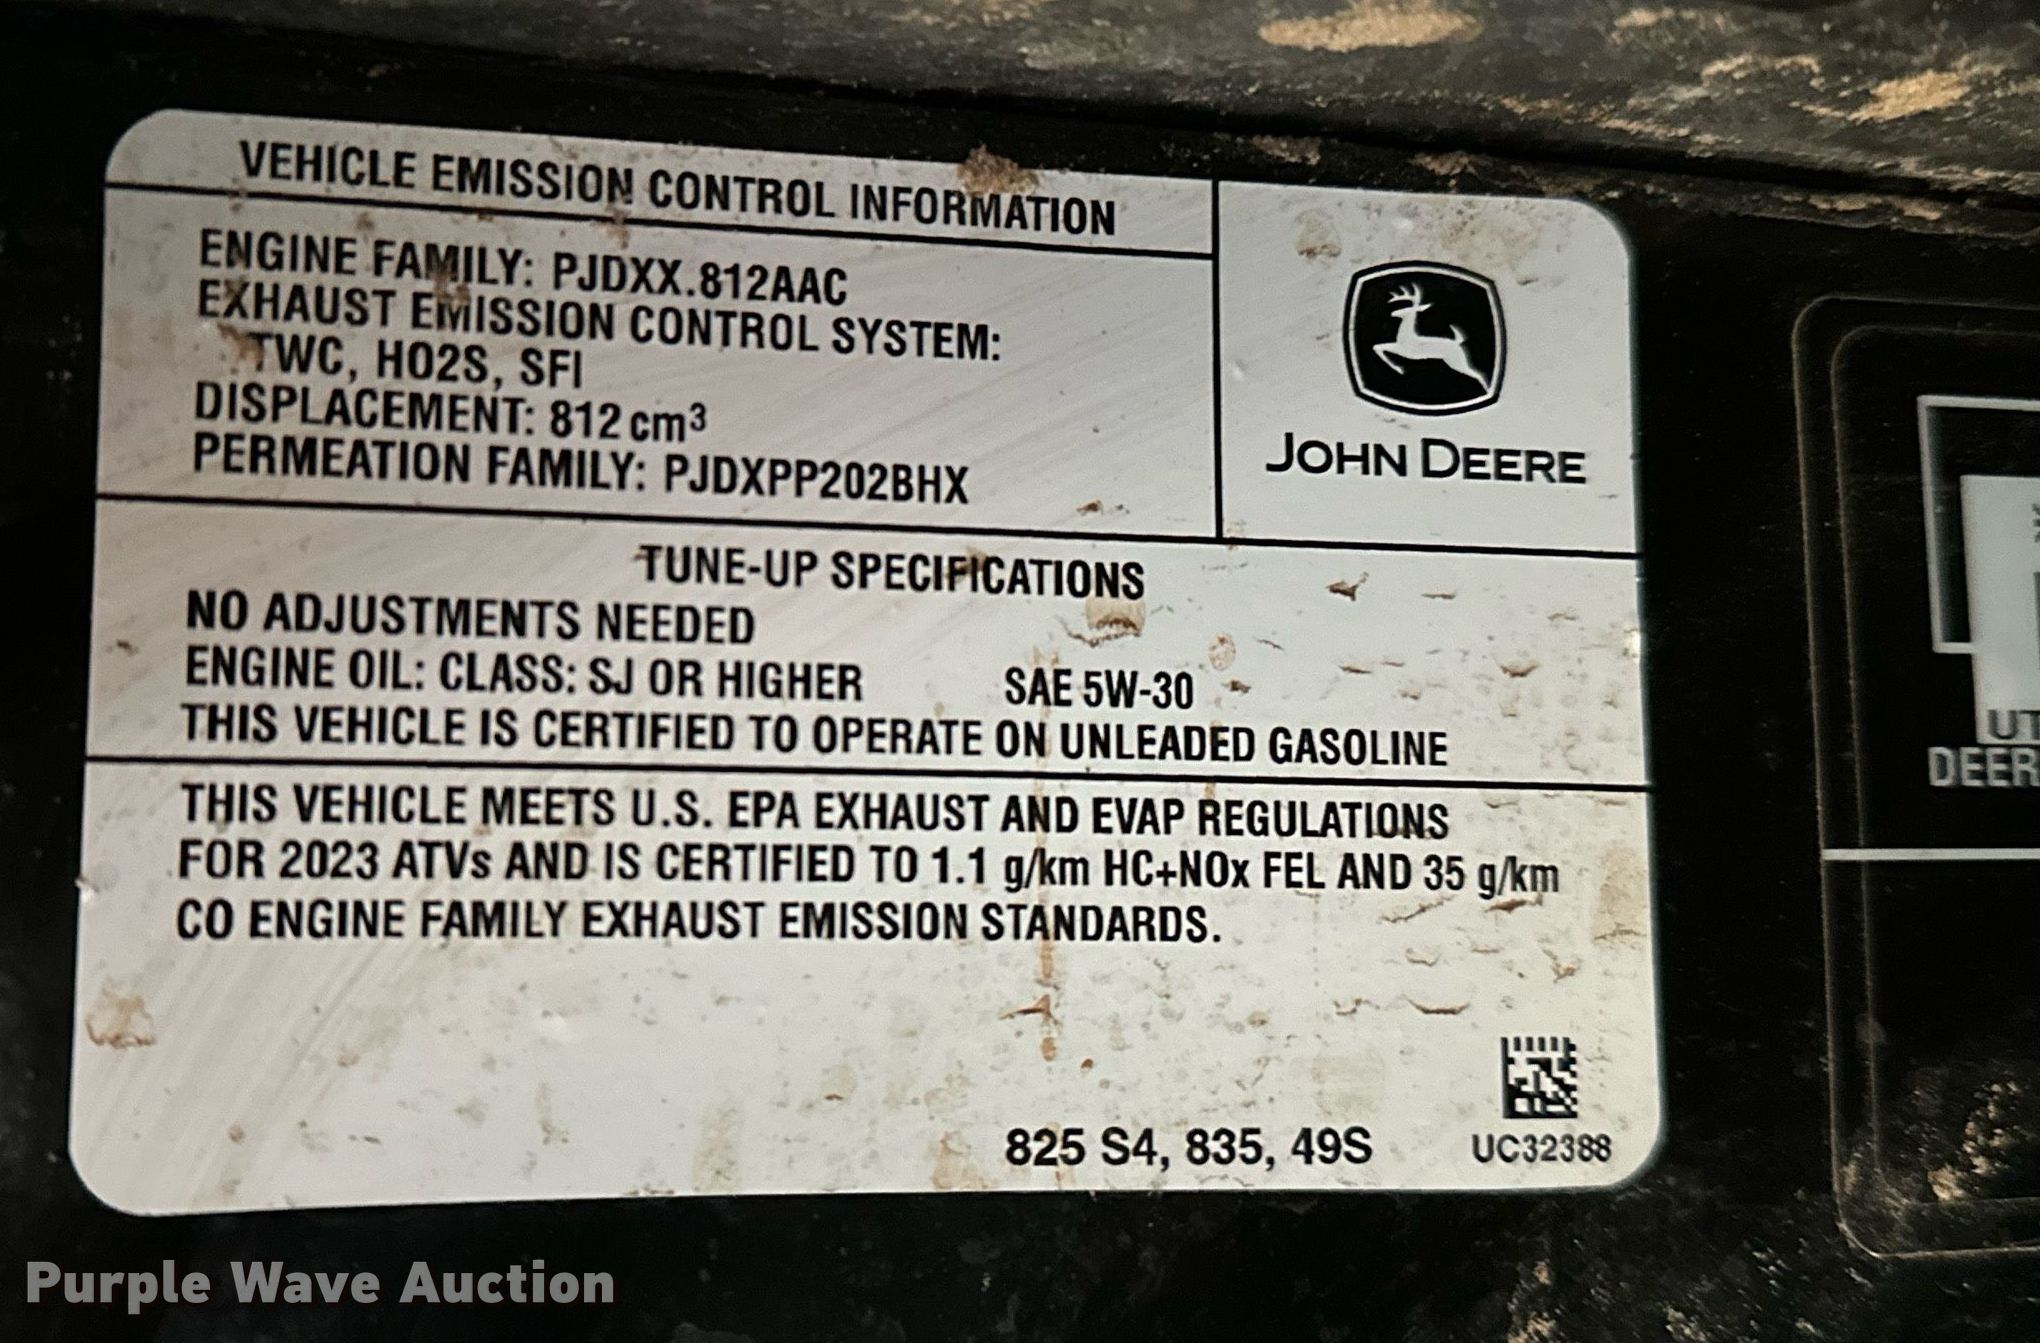 VEHICLE EMISSION CONTROL INFORMATION
ENGINE FAMILY: PJDXX.812AAC
EXHAUST EMISSION CONTROL SYSTEM:
TWC, HO2S, SFI
DISPLACEMENT: 812 cm³
PERMEATION FAMILY: PJDXPP202BHX
JOHN DEERE
TUNE-UP SPECIFICATIONS
NO ADJUSTMENTS NEEDED
ENGINE OIL: CLASS: SJ OR HIGHER SAE 5W-30
THIS VEHICLE IS CERTIFIED TO OPERATE ON UNLEADED GASOLINE
THIS VEHICLE MEETS U.S. EPA EXHAUST AND EVAP REGULATIONS
FOR 2023 ATVs AND IS CERTIFIED TO 1.1 g/km HC+NOx FEL AND 35 g/km
CO ENGINE FAMILY EXHAUST EMISSION STANDARDS.
825 S4, 835, 49S
UC32388
UT
DEER
Purple Wave Auction